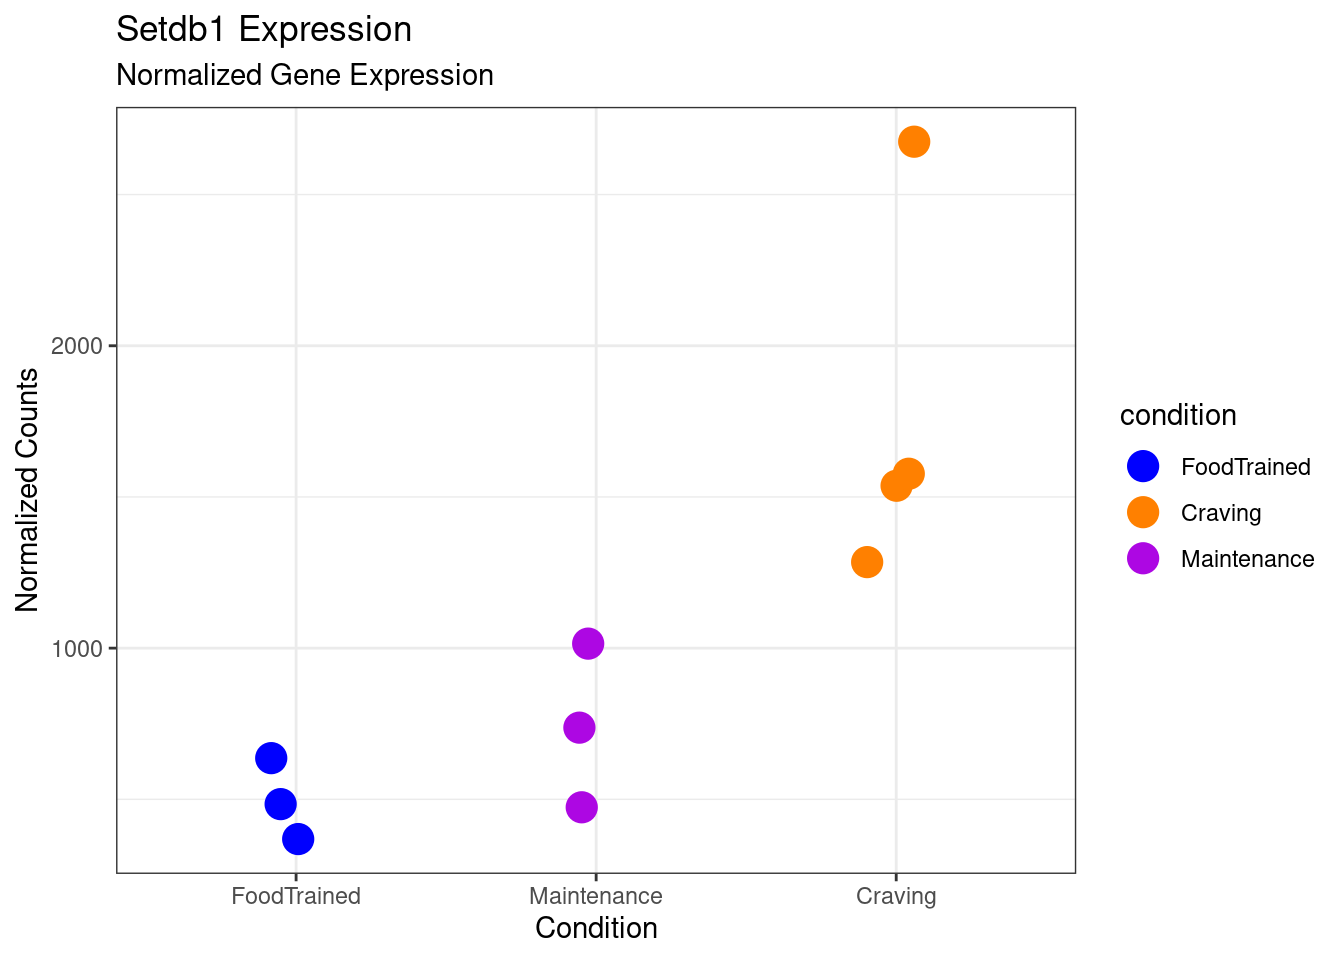 Setdb1 Expression
Normalized Gene Expression
Normalized Counts
2000
1000
FoodTrained Maintenance Craving
Condition
condition
FoodTrained
Craving
Maintenance